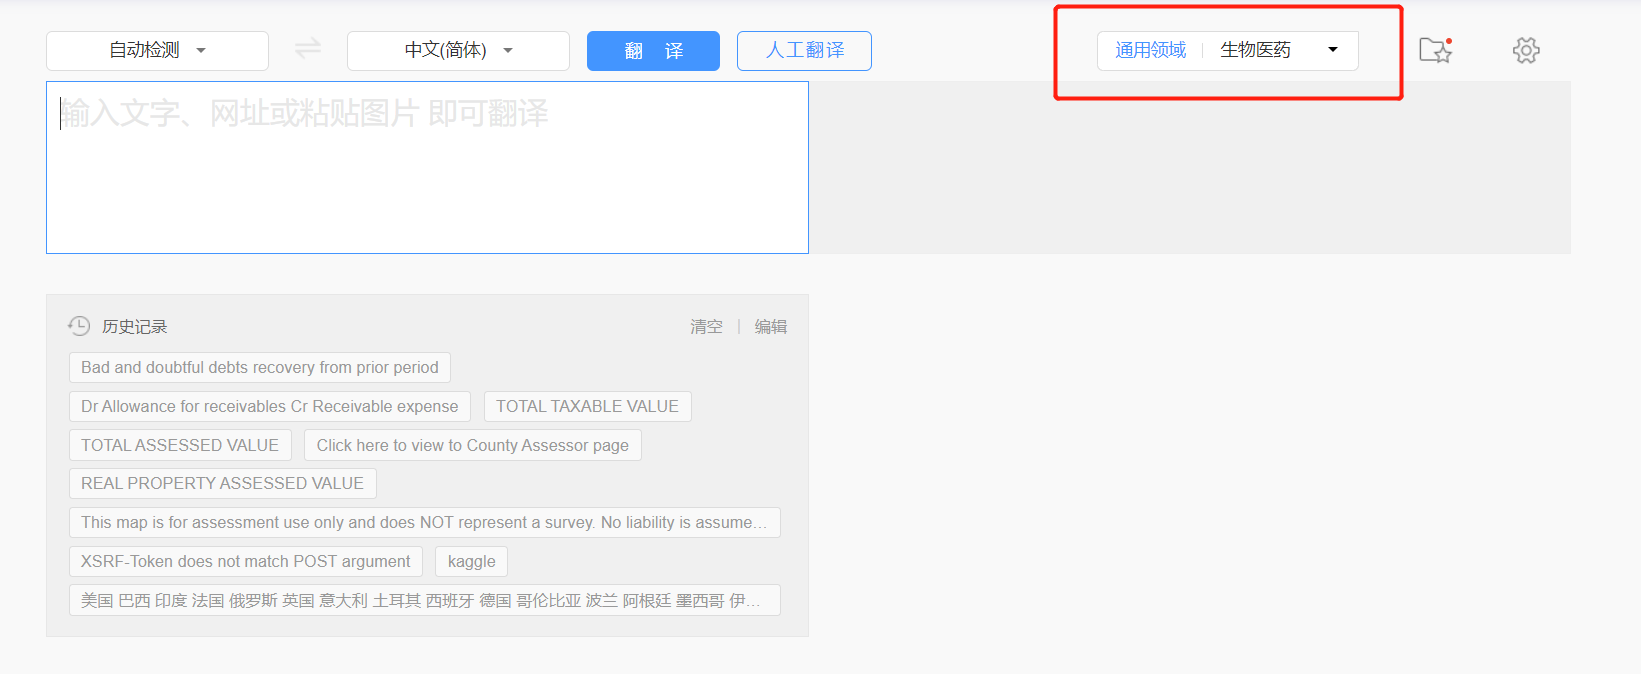 自动检测 中文(简体) 翻 译 人工翻译 通用领域 生物医药
输入文字、网址或粘贴图片 即可翻译
历史记录 清空 编辑
Bad and doubtful debts recovery from prior period
Dr Allowance for receivables Cr Receivable expense TOTAL TAXABLE VALUE
TOTAL ASSESSED VALUE Click here to view to County Assessor page
REAL PROPERTY ASSESSED VALUE
This map is for assessment use only and does NOT represent a survey. No liability is assume...
XSRF-Token does not match POST argument kaggle
美国 巴西 印度 法国 俄罗斯 英国 意大利 土耳其 西班牙 德国 哥伦比亚 波兰 阿根廷 墨西哥 伊...